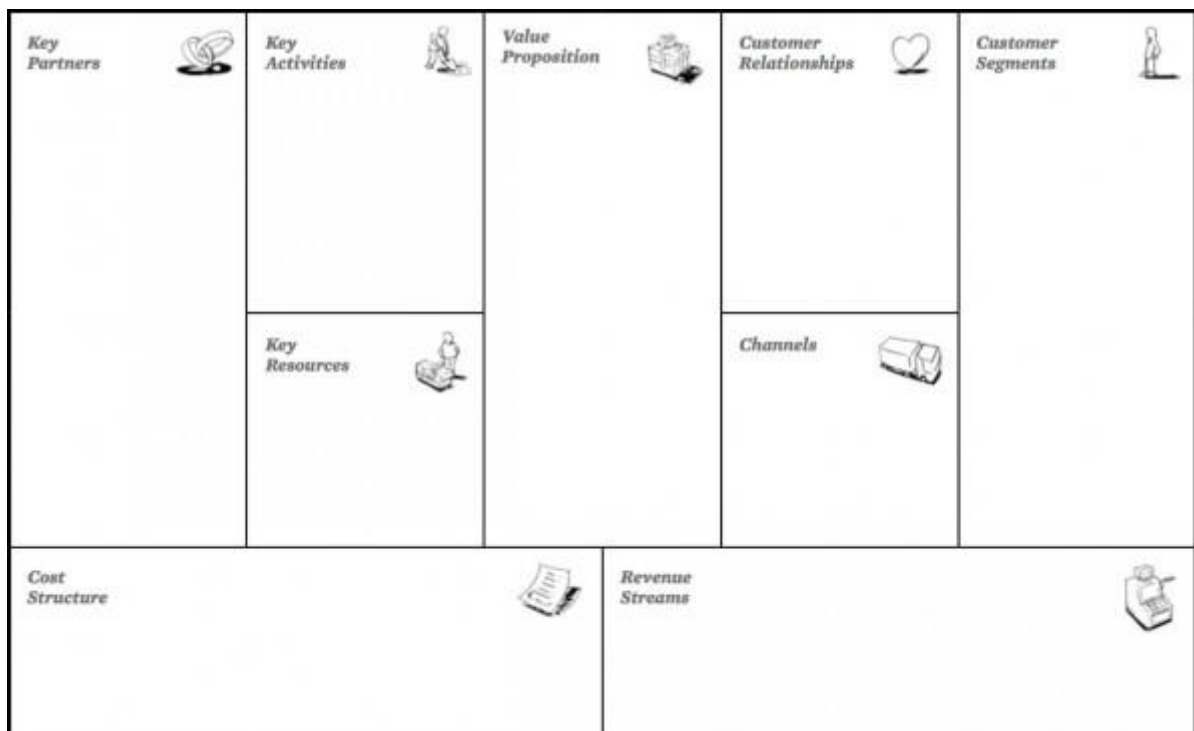 Key
Partners
Key
Activities
Value
Proposition
Customer
Relationships
Customer
Segments
Key
Resources
Channels
Cost
Structure
Revenue
Streams